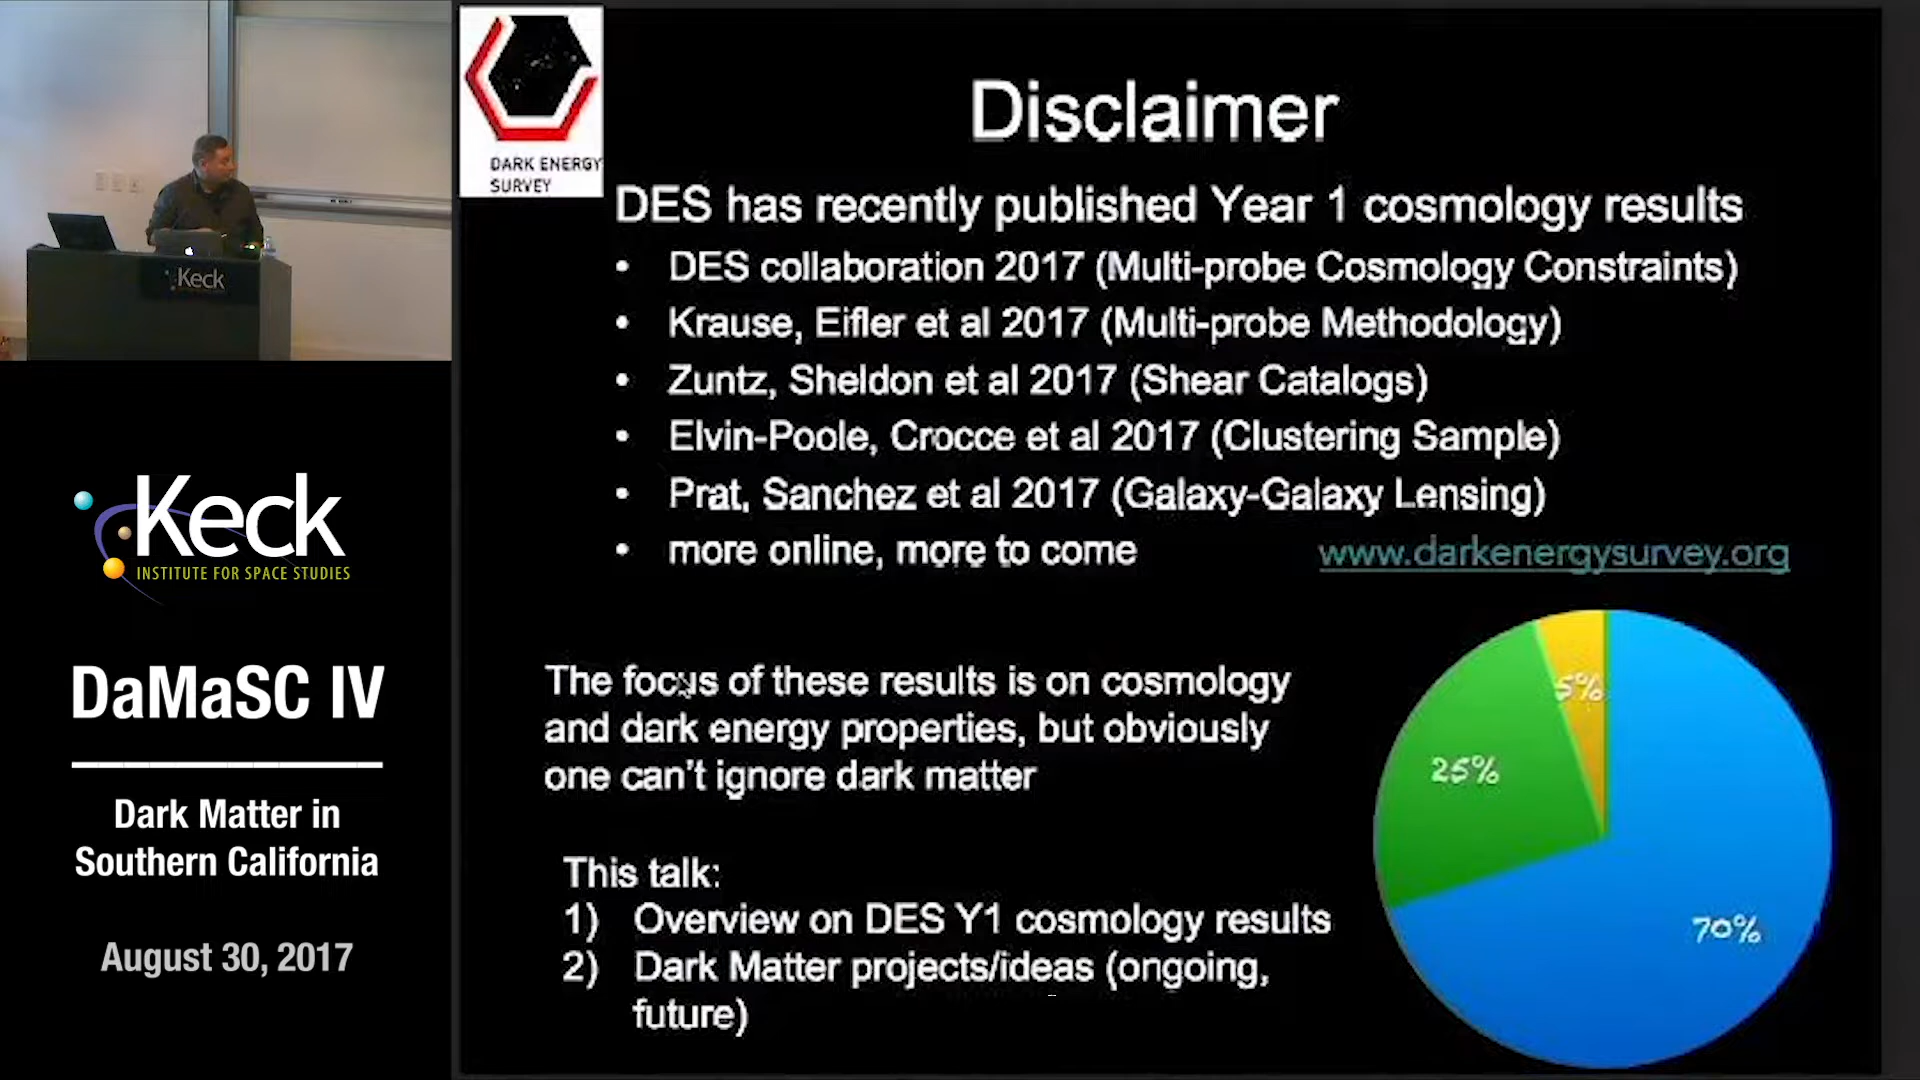 DARK ENERGY
SURVEY
Disclaimer
DES has recently published Year 1 cosmology results
• DES collaboration 2017 (Multi-probe Cosmology Constraints)
• Krause, Eifler et al 2017 (Multi-probe Methodology)
• Zuntz, Sheldon et al 2017 (Shear Catalogs)
• Elvin-Poole, Crocce et al 2017 (Clustering Sample)
• Prat, Sanchez et al 2017 (Galaxy-Galaxy Lensing)
• more online, more to come
www.darkenergysurvey.org
The focus of these results is on cosmology
and dark energy properties, but obviously
one can't ignore dark matter
This talk:
1) Overview on DES Y1 cosmology results
2) Dark Matter projects/ideas (ongoing,
future)
5%
25%
70%
Keck
Keck
INSTITUTE FOR SPACE STUDIES
DaMaSC IV
Dark Matter in
Southern California
August 30, 2017